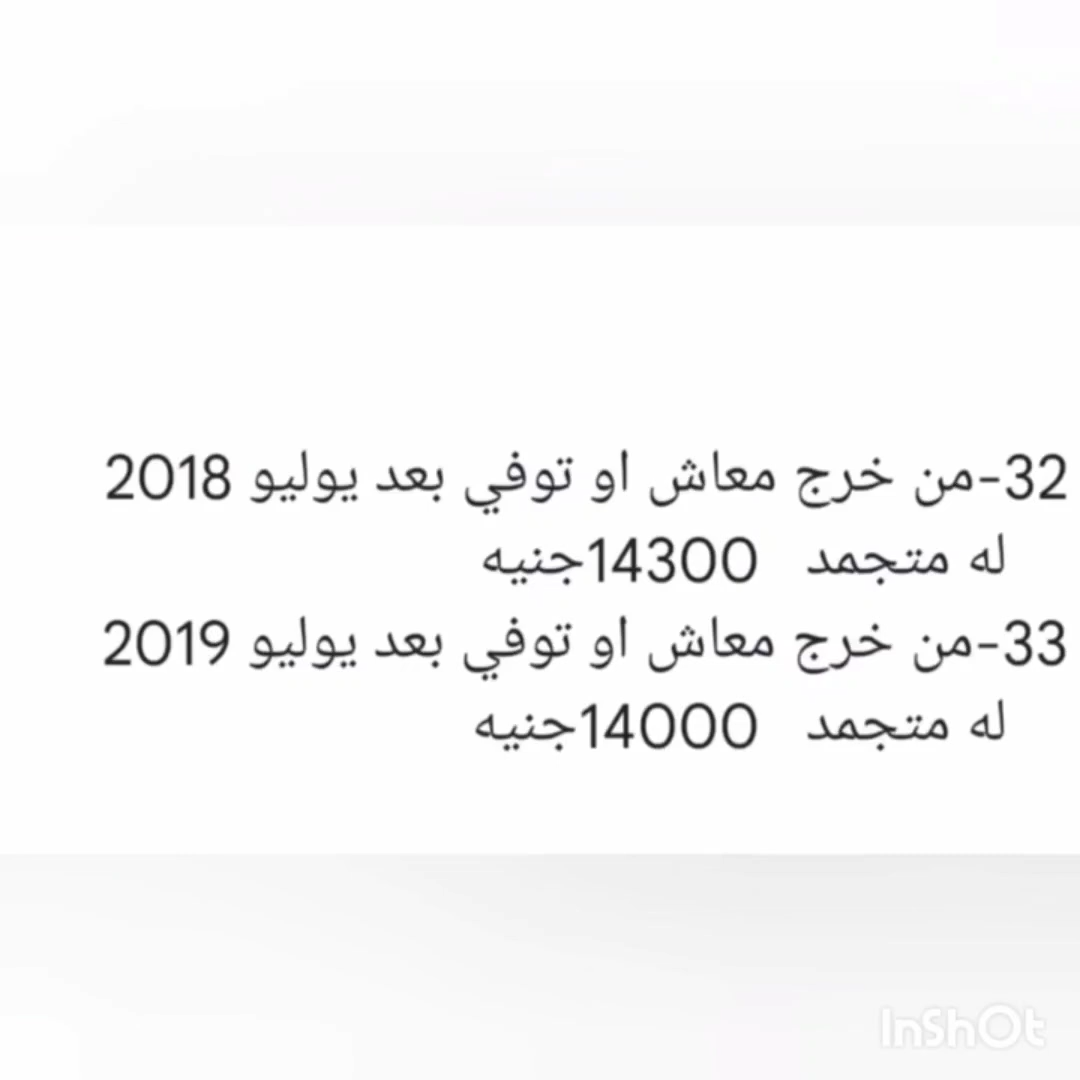 32-من خرج معاش او توفي بعد يوليو 2018
له متجمد 14300جنيه
33-من خرج معاش او توفي بعد يوليو 2019
له متجمد 14000جنيه
InShOt